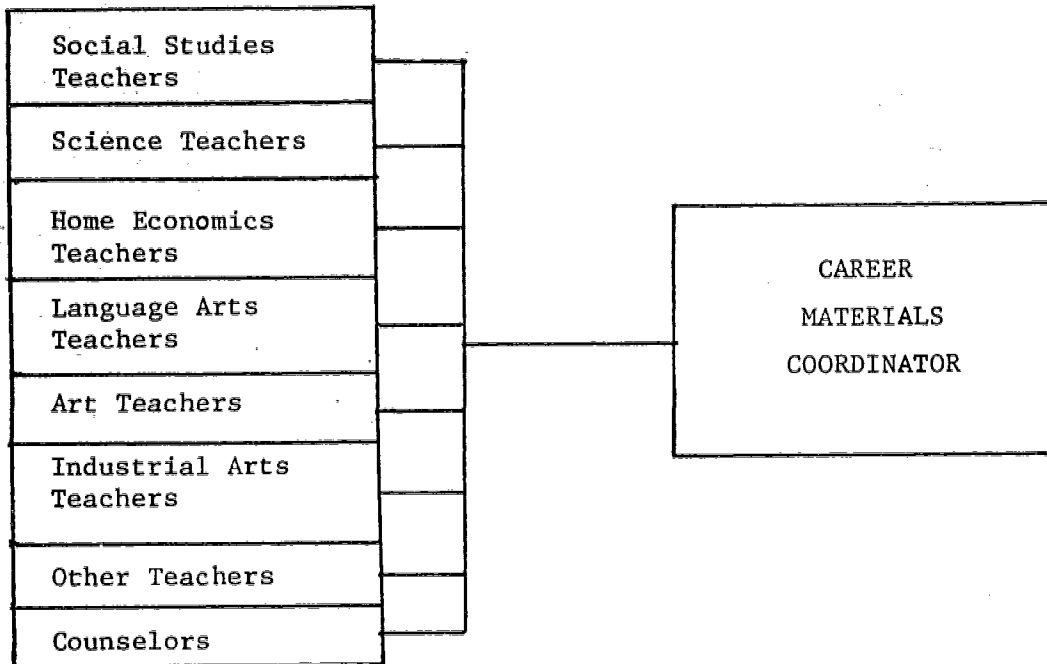 Social Studies
Teachers
Science Teachers
Home Economics
Teachers
Language Arts
Teachers
Art Teachers
Industrial Arts
Teachers
Other Teachers
Counselors
CAREER
MATERIALS
COORDINATOR